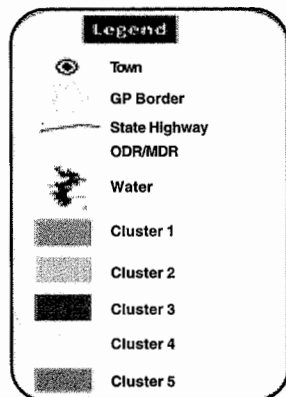 Legend
Town
GP Border
State Highway
ODR/MDR
Water
Cluster 1
Cluster 2
Cluster 3
Cluster 4
Cluster 5